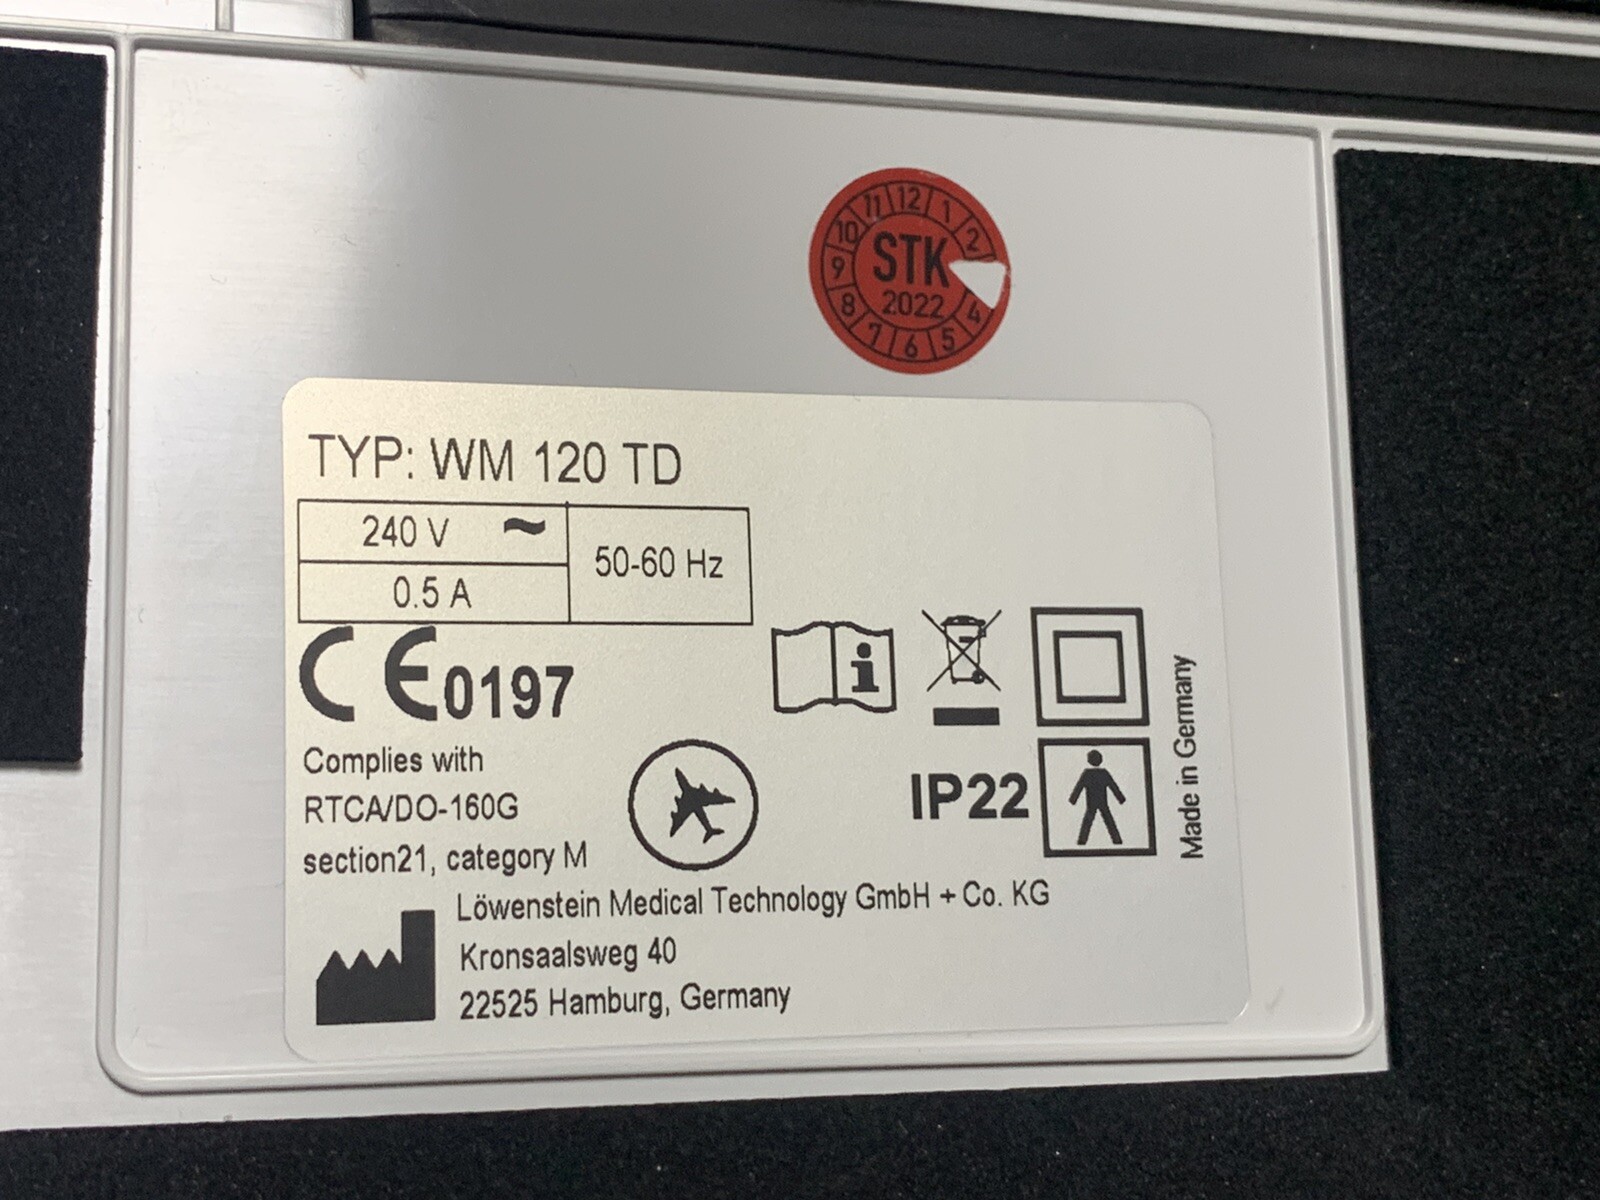 11 12 1
10 2
9 STK
8 2022 4
7 6 5
TYP: WM 120 TD
240 V ~
50-60 Hz
0.5 A
CE0197
Complies with
RTCA/DO-160G
section21, category M
IP22
Made in Germany
Löwenstein Medical Technology GmbH + Co. KG
Kronsaalsweg 40
22525 Hamburg, Germany